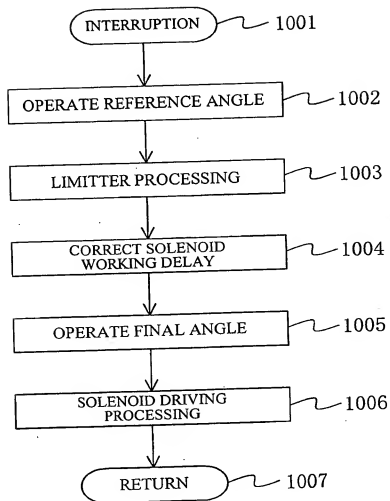 INTERRUPTION 1001
OPERATE REFERENCE ANGLE 1002
LIMITTER PROCESSING 1003
CORRECT SOLENOID
WORKING DELAY 1004
OPERATE FINAL ANGLE 1005
SOLENOID DRIVING
PROCESSING 1006
RETURN 1007